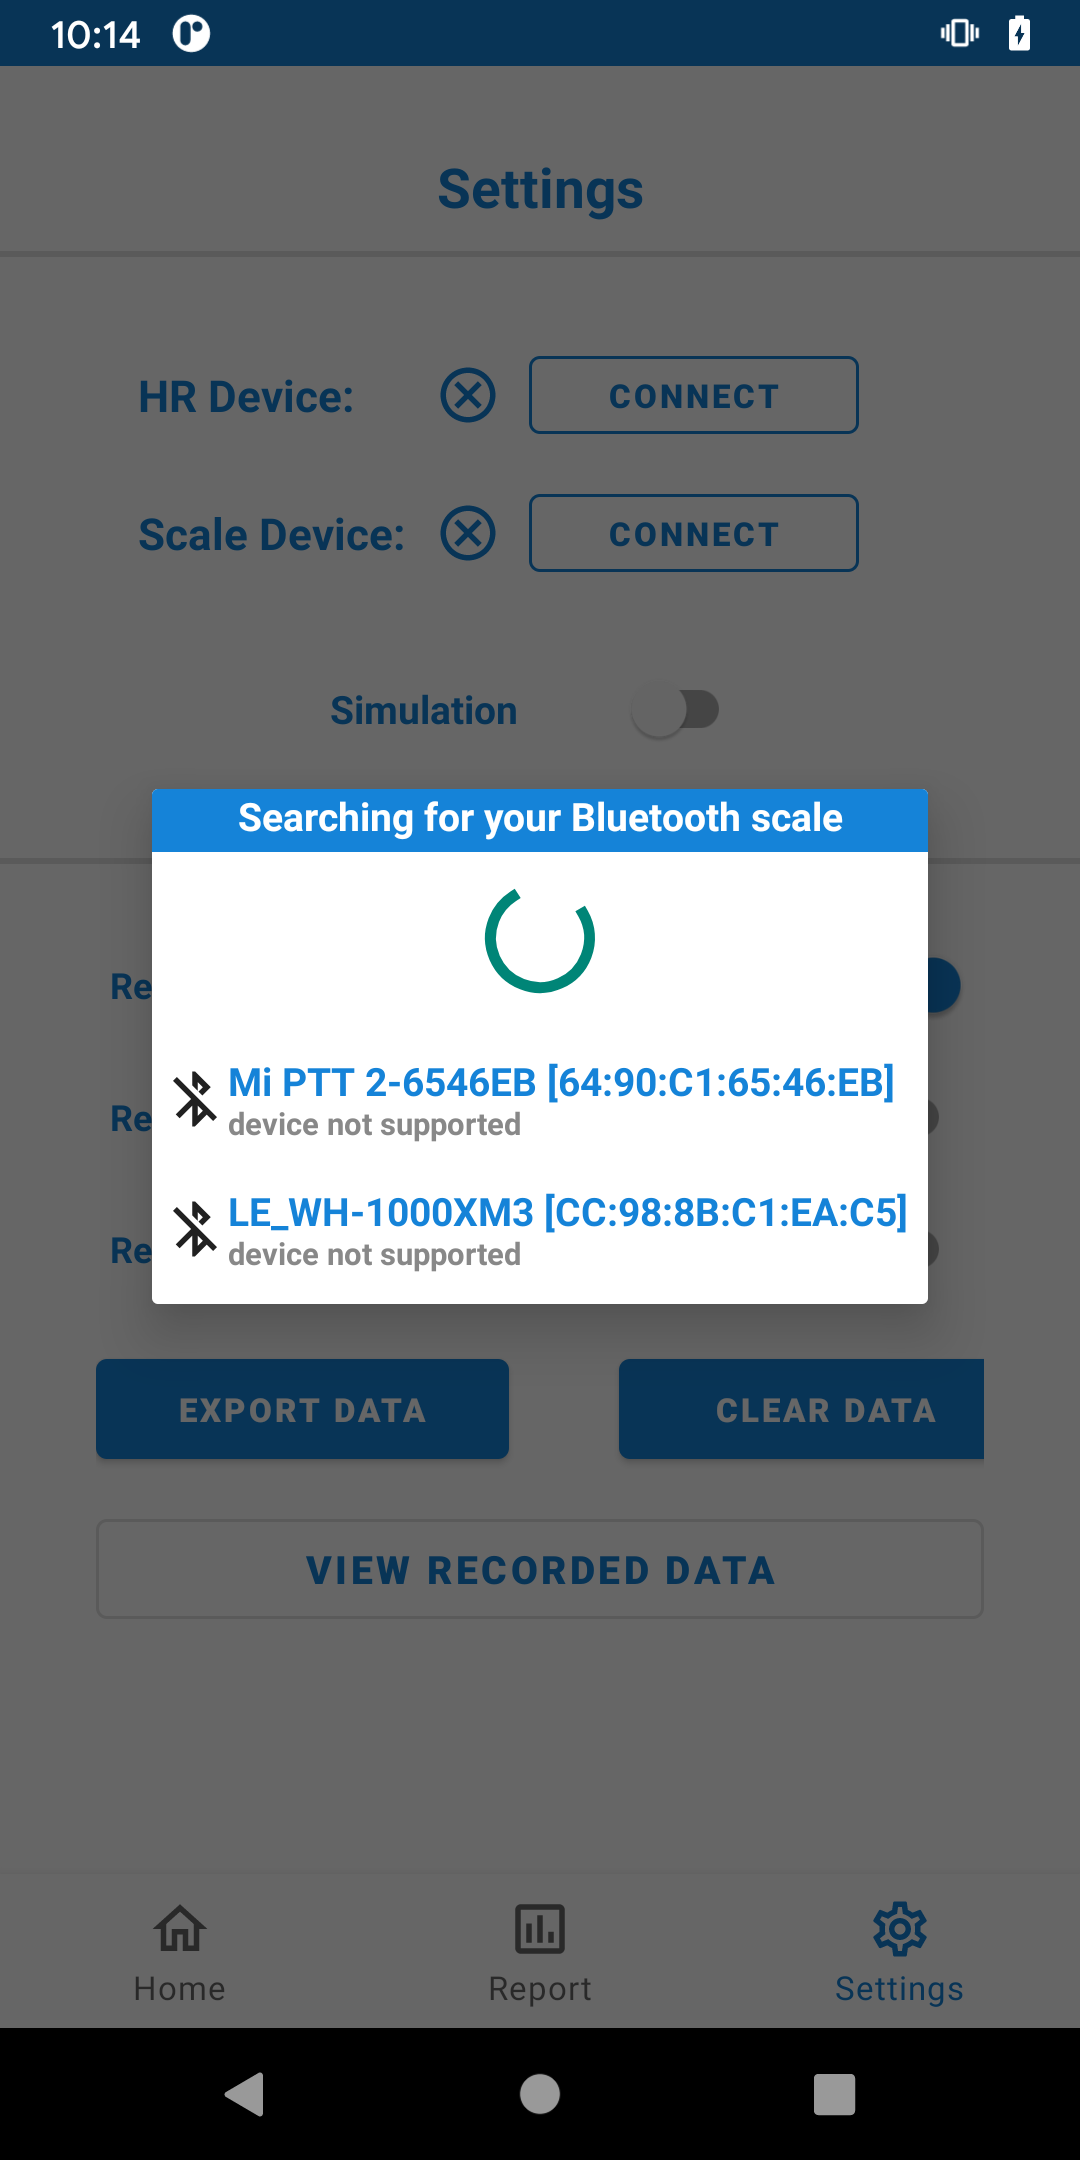 10:14
Settings
HR Device:
CONNECT
Scale Device:
CONNECT
Simulation
Searching for your Bluetooth scale
Re
Mi PTT 2-6546EB [64:90:C1:65:46:EB]
Re
device not supported
LE_WH-1000XM3 [CC:98:8B:C1:EA:C5]
Re
device not supported
EXPORT DATA
CLEAR DATA
VIEW RECORDED DATA
Home
Report
Settings